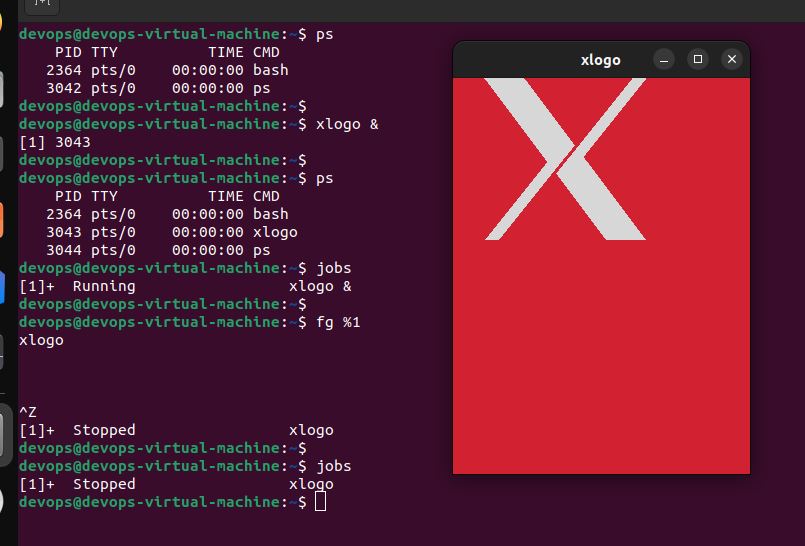 devops@devops-virtual-machine:~$ ps
    PID TTY          TIME CMD
   2364 pts/0    00:00:00 bash
   3042 pts/0    00:00:00 ps
devops@devops-virtual-machine:~$
devops@devops-virtual-machine:~$ xlogo &
[1] 3043
devops@devops-virtual-machine:~$
devops@devops-virtual-machine:~$ ps
    PID TTY          TIME CMD
   2364 pts/0    00:00:00 bash
   3043 pts/0    00:00:00 xlogo
   3044 pts/0    00:00:00 ps
devops@devops-virtual-machine:~$ jobs
[1]+  Running                 xlogo &
devops@devops-virtual-machine:~$
devops@devops-virtual-machine:~$ fg %1
xlogo
^Z
[1]+  Stopped                 xlogo
devops@devops-virtual-machine:~$
devops@devops-virtual-machine:~$ jobs
[1]+  Stopped                 xlogo
devops@devops-virtual-machine:~$
xlogo